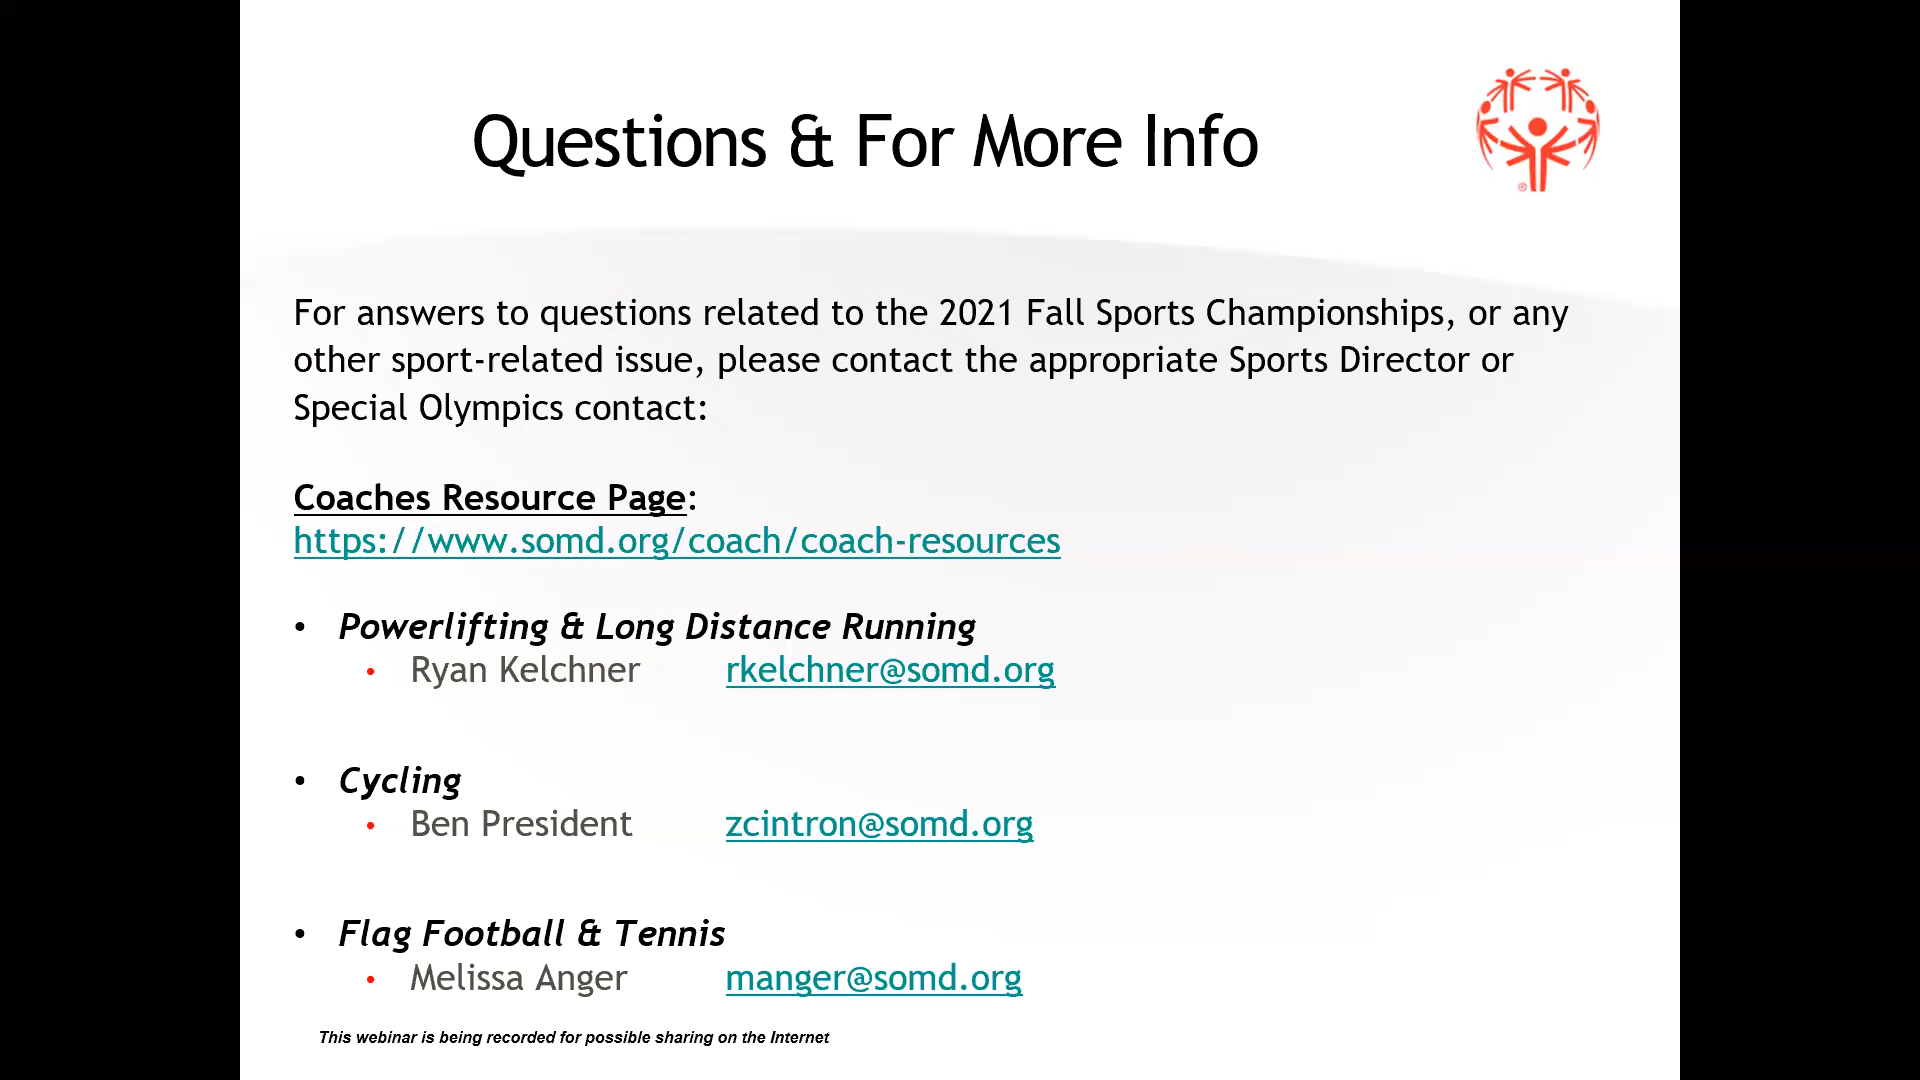 Questions & For More Info
®
For answers to questions related to the 2021 Fall Sports Championships, or any
other sport-related issue, please contact the appropriate Sports Director or
Special Olympics contact:
Coaches Resource Page:
https://www.somd.org/coach/coach-resources
• Powerlifting & Long Distance Running
• Ryan Kelchner rkelchner@somd.org
• Cycling
• Ben President zcintron@somd.org
• Flag Football & Tennis
• Melissa Anger manger@somd.org
This webinar is being recorded for possible sharing on the Internet